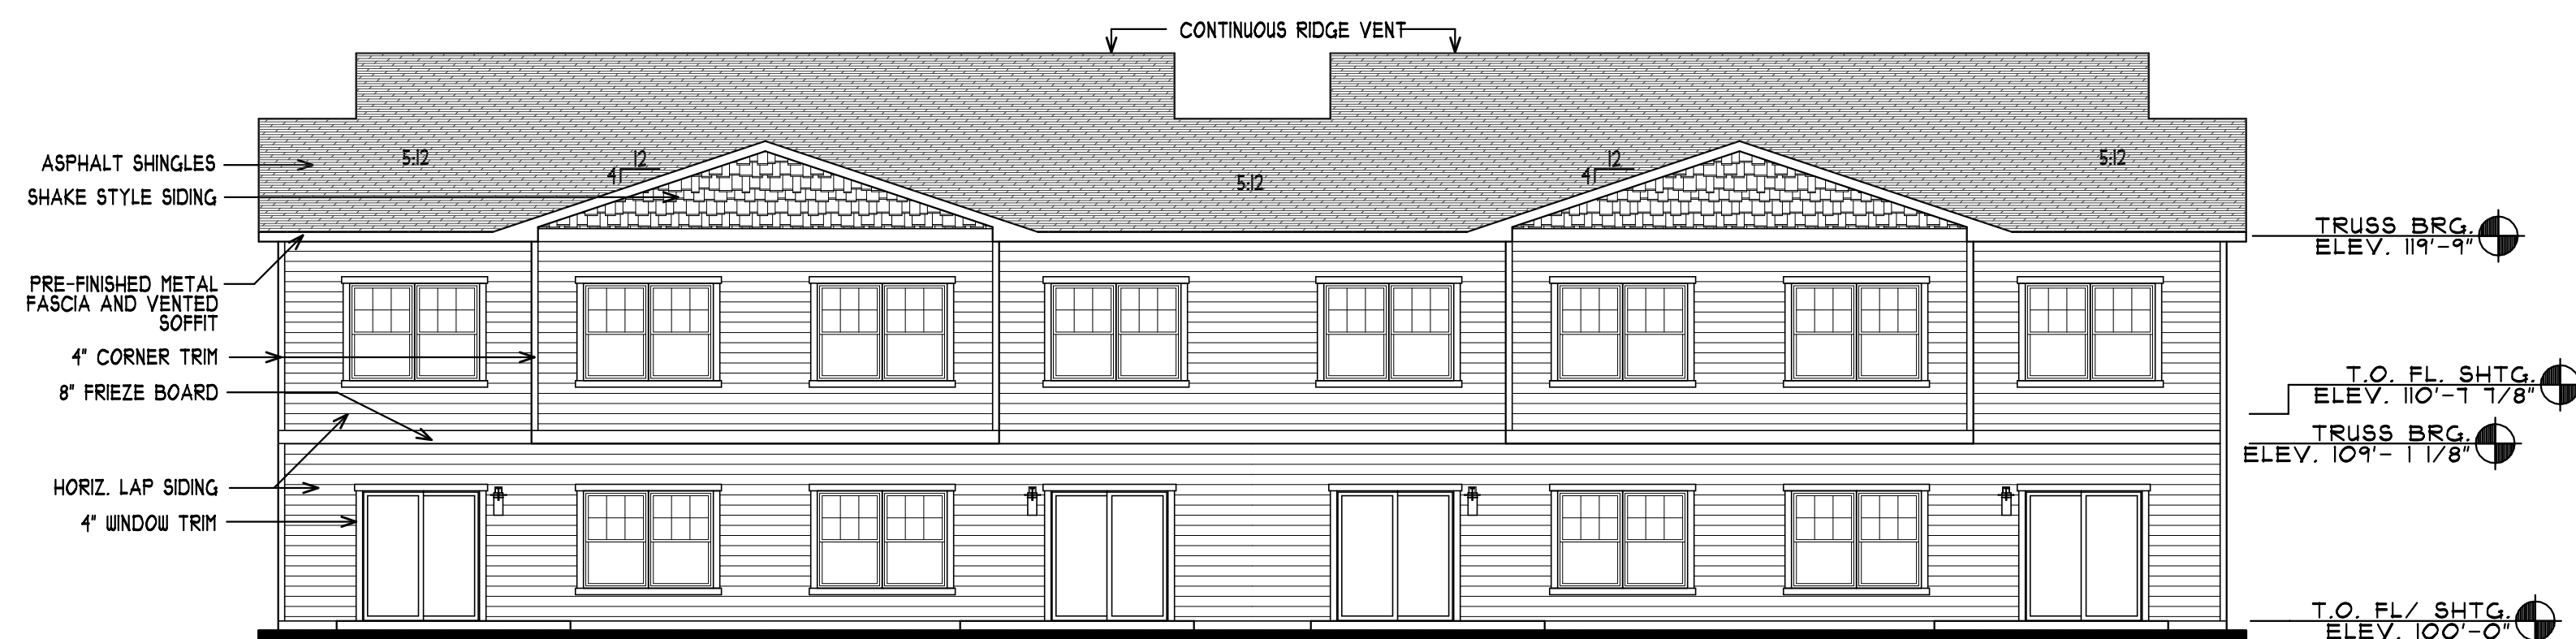 CONTINUOUS RIDGE VENT
ASPHALT SHINGLES
SHAKE STYLE SIDING
5:12
12
4
5:12
12
4
5:12
PRE-FINISHED METAL
FASCIA AND VENTED
SOFFIT
4" CORNER TRIM
8" FRIEZE BOARD
HORIZ. LAP SIDING
4" WINDOW TRIM
TRUSS BRG.
ELEV. 119'-9"
T.O. FL. SHTG.
ELEV. 110'-7 7/8"
TRUSS BRG.
ELEV. 109'- 1 1/8"
T.O. FL/ SHTG.
ELEV. 100'-0"